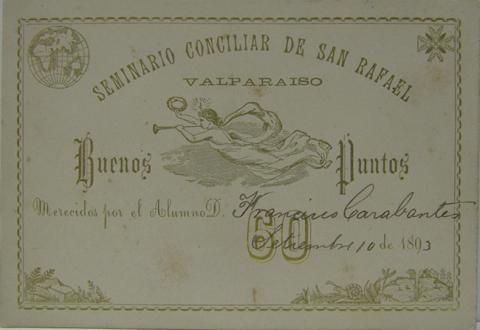 SEMINARIO CONCILIAR DE SAN RAFAEL
VALPARAISO
Buenos Puntos
Merecidos por el Alumno D. Francisco Carabantes
60
Setiembre 10 de 1893